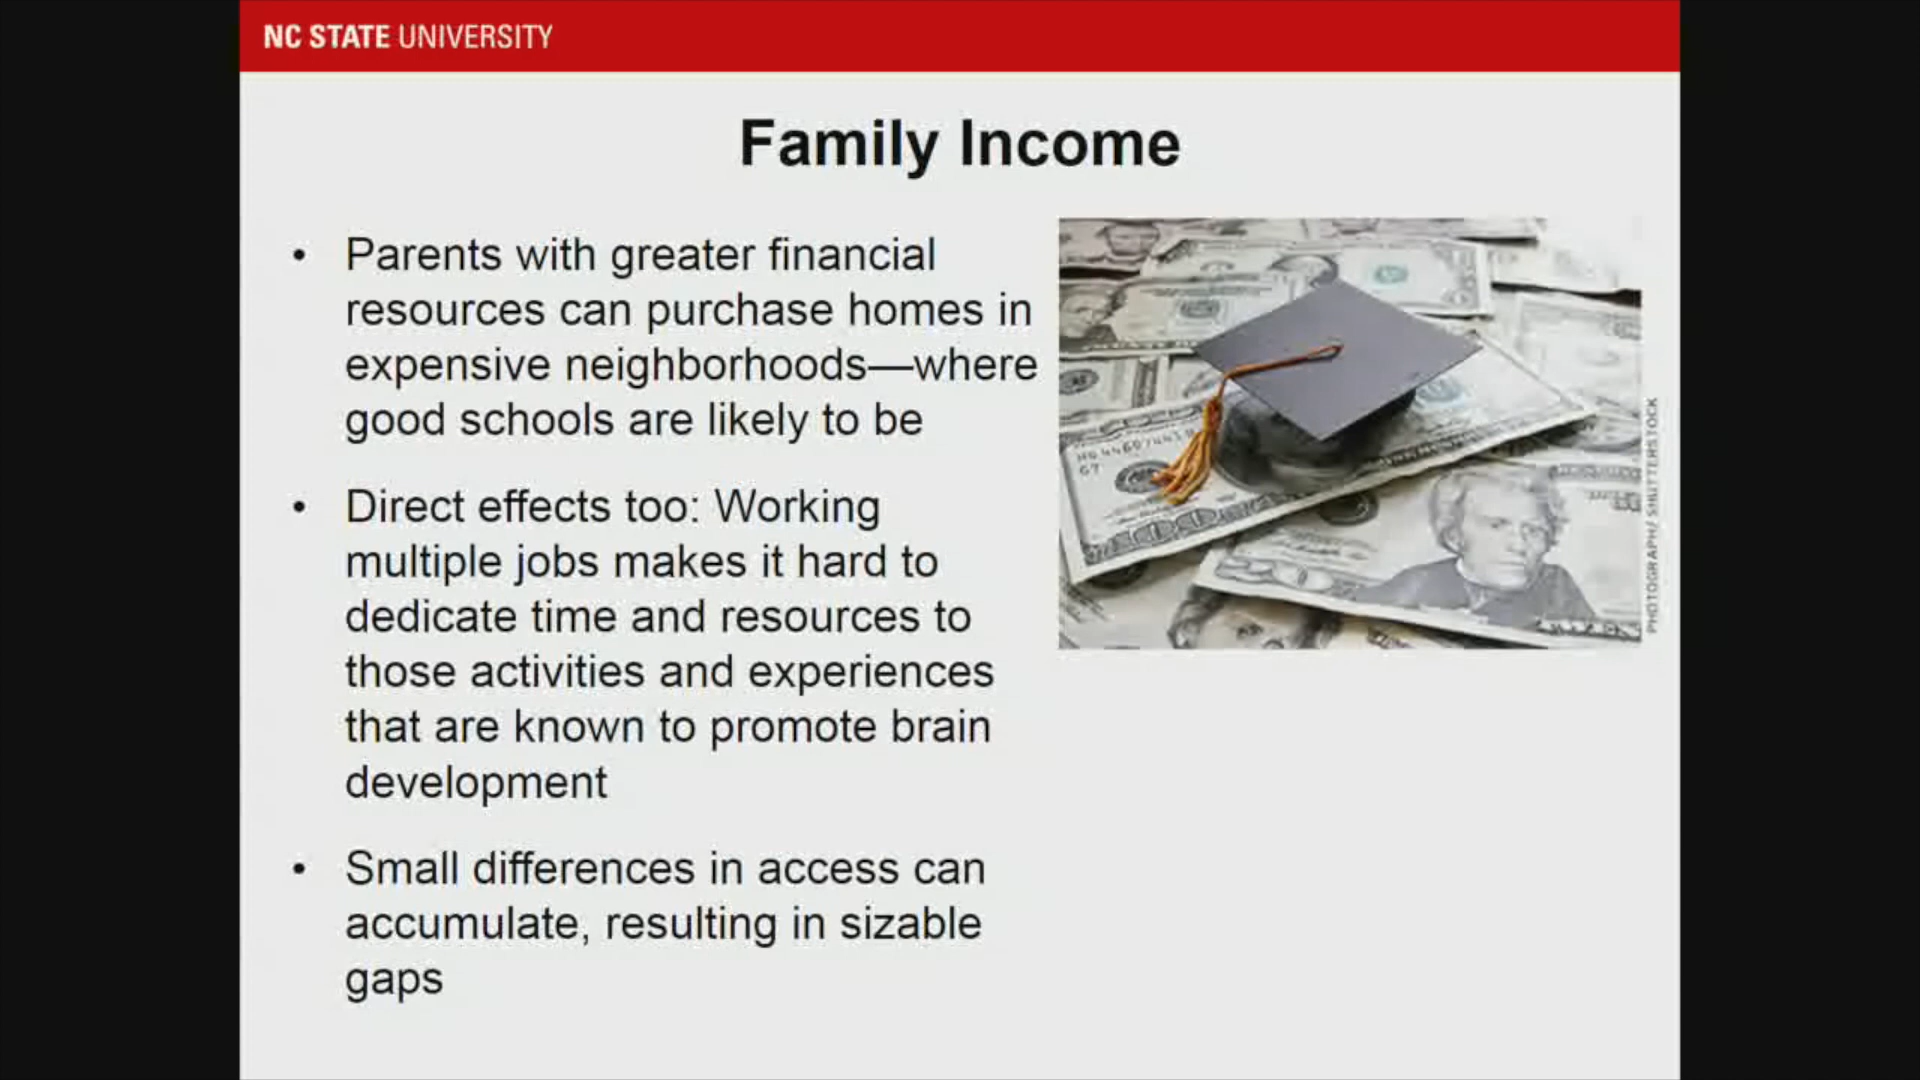 NC STATE UNIVERSITY
Family Income
• Parents with greater financial
resources can purchase homes in
expensive neighborhoods—where
good schools are likely to be
• Direct effects too: Working
multiple jobs makes it hard to
dedicate time and resources to
those activities and experiences
that are known to promote brain
development
• Small differences in access can
accumulate, resulting in sizable
gaps
PHOTOGRAPH/ SHUTTERSTOCK